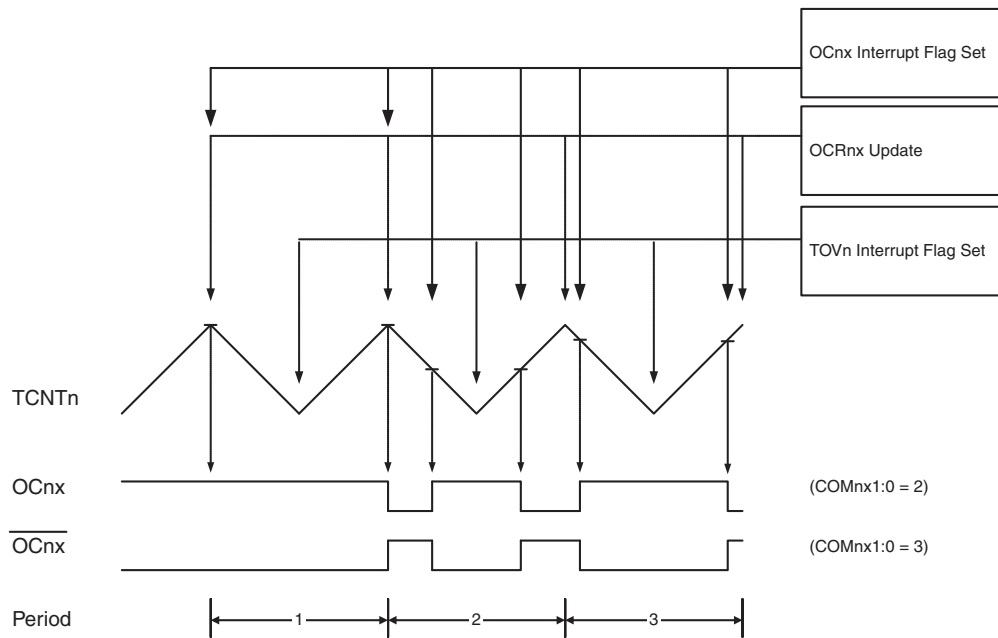 OCnx Interrupt Flag Set
OCRnx Update
TOVn Interrupt Flag Set
TCNTn
OCnx
(COMnx1:0 = 2)
OCnx
(COMnx1:0 = 3)
Period
1
2
3